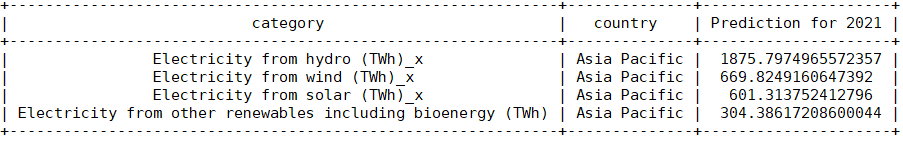 +-------------------------------------------------------------+--------------+---------------------+
| category | country | Prediction for 2021 |
+-------------------------------------------------------------+--------------+---------------------+
| Electricity from hydro (TWh)_x | Asia Pacific | 1875.7974965572357 |
| Electricity from wind (TWh)_x | Asia Pacific | 669.8249160647392 |
| Electricity from solar (TWh)_x | Asia Pacific | 601.313752412796 |
| Electricity from other renewables including bioenergy (TWh) | Asia Pacific | 304.38617208600044 |
+-------------------------------------------------------------+--------------+---------------------+